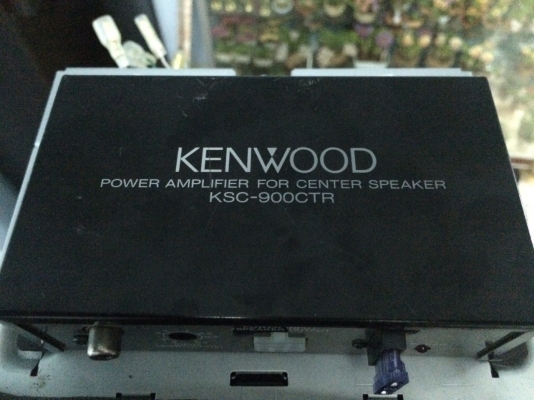 KENWOOD
POWER AMPLIFIER FOR CENTER SPEAKER
KSC-900CTR